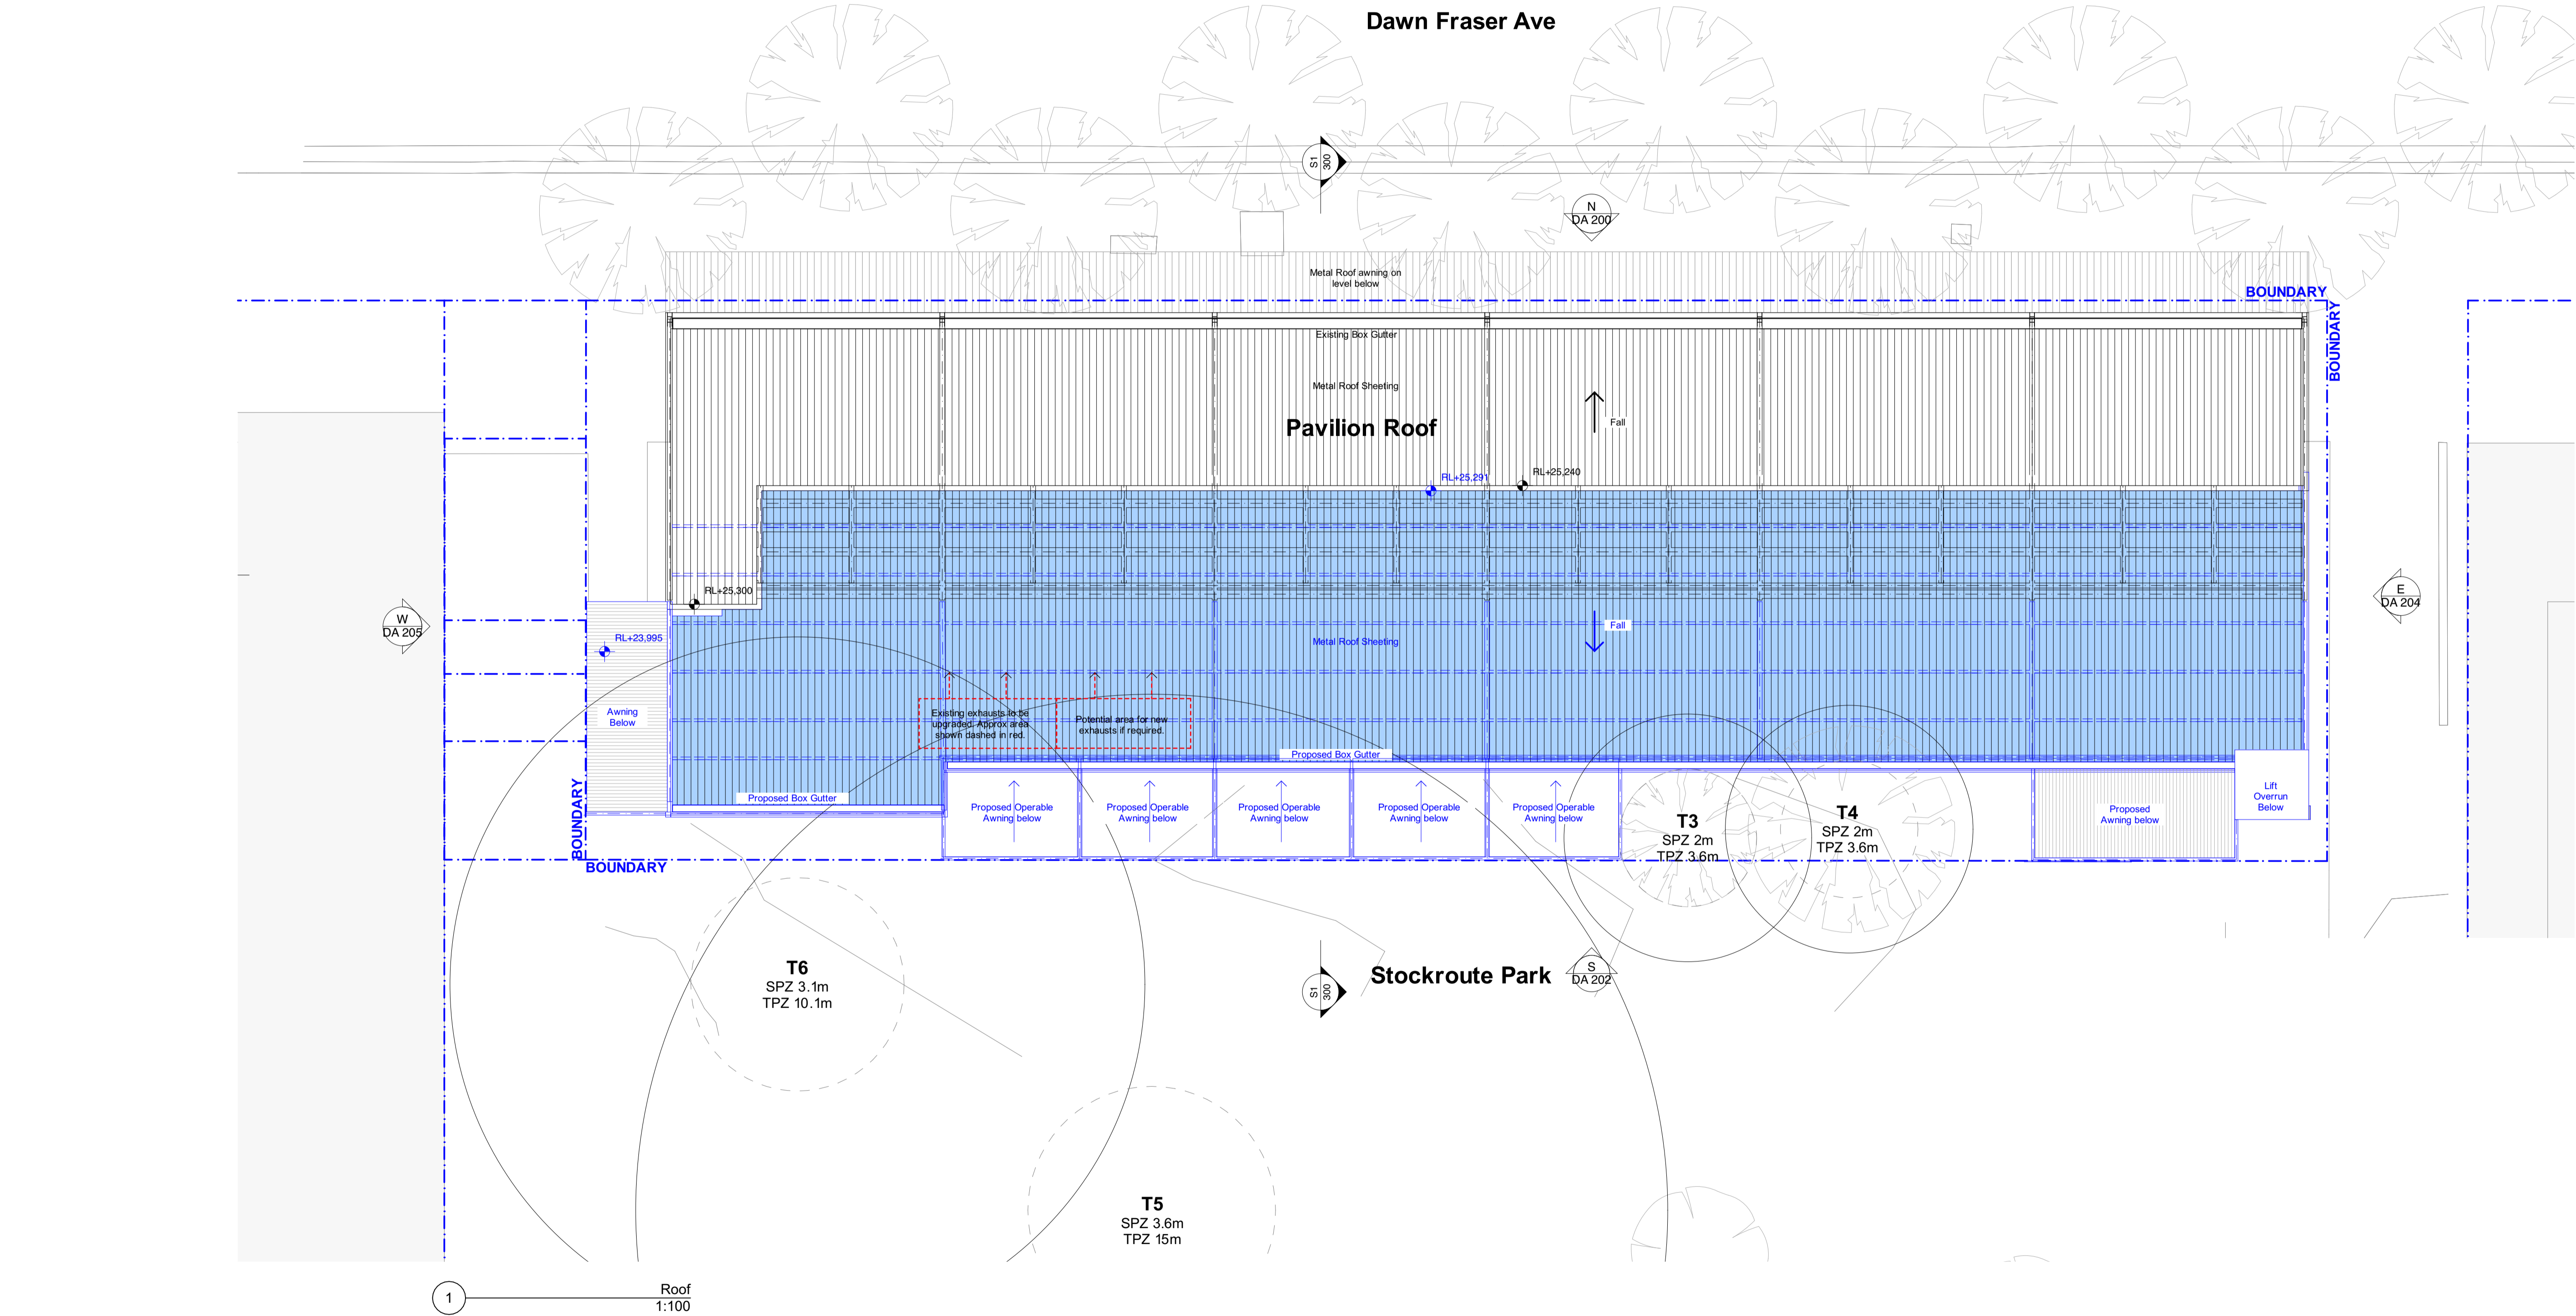 Dawn Fraser Ave
S1
300
N
DA 200
Metal Roof awning on
level below
BOUNDARY
BOUNDARY
Existing Box Gutter
Metal Roof Sheeting
Pavilion Roof
Fall
RL+25,291
RL+25,240
RL+25,300
W
DA 205
E
DA 204
RL+23,995
Fall
Metal Roof Sheeting
Awning
Below
Existing exhausts to be
upgraded. Approx area
shown dashed in red.
Potential area for new
exhausts if required.
Proposed Box Gutter
Proposed Box Gutter
Lift
Overrun
Below
Proposed Operable
Awning below
Proposed Operable
Awning below
Proposed Operable
Awning below
Proposed Operable
Awning below
Proposed Operable
Awning below
T3
SPZ 2m
TPZ 3.6m
T4
SPZ 2m
TPZ 3.6m
Proposed
Awning below
BOUNDARY
BOUNDARY
T6
SPZ 3.1m
TPZ 10.1m
S1
300
Stockroute Park
S
DA 202
T5
SPZ 3.6m
TPZ 15m
1
Roof
1:100